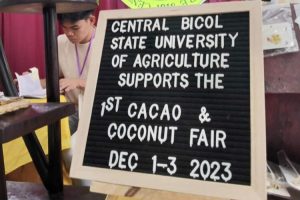 CENTRAL BICOL
STATE UNIVERSITY
OF AGRICULTURE
SUPPORTS THE
1ST CACAO &
COCONUT FAIR
DEC 1-3 2023